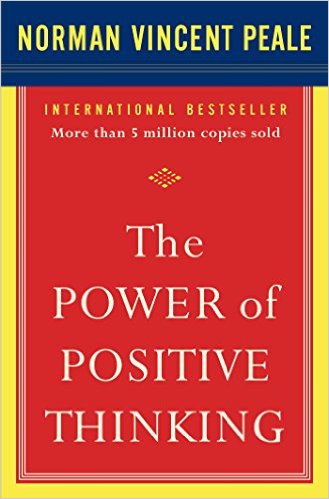 NORMAN VINCENT PEALE
INTERNATIONAL BESTSELLER
More than 5 million copies sold
The
POWER of
POSITIVE
THINKING